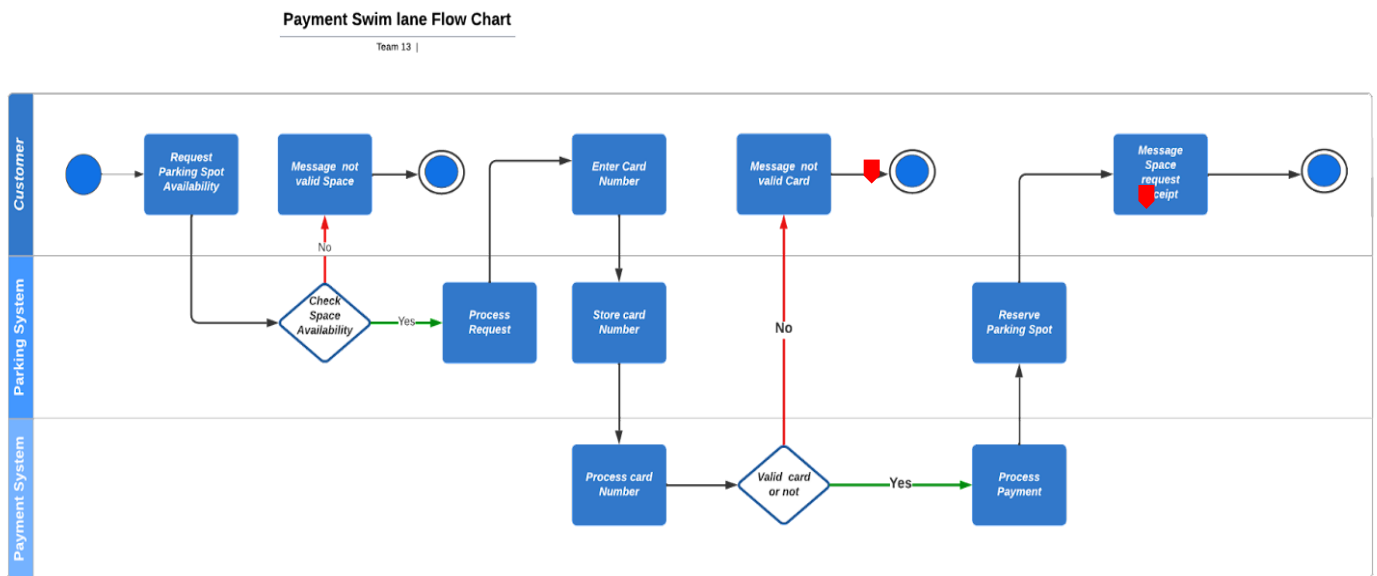 Payment Swim lane Flow Chart
Team 13 |
Customer
Request
Parking Spot
Availability
Message not
valid Space
Enter Card
Number
Message not
valid Card
Message
Space
request
No
Parking System
Check
Space
Availability
Yes
Process
Request
Store card
Number
No
Reserve
Parking Spot
Payment System
Process card
Number
Valid card
or not
Yes
Process
Payment